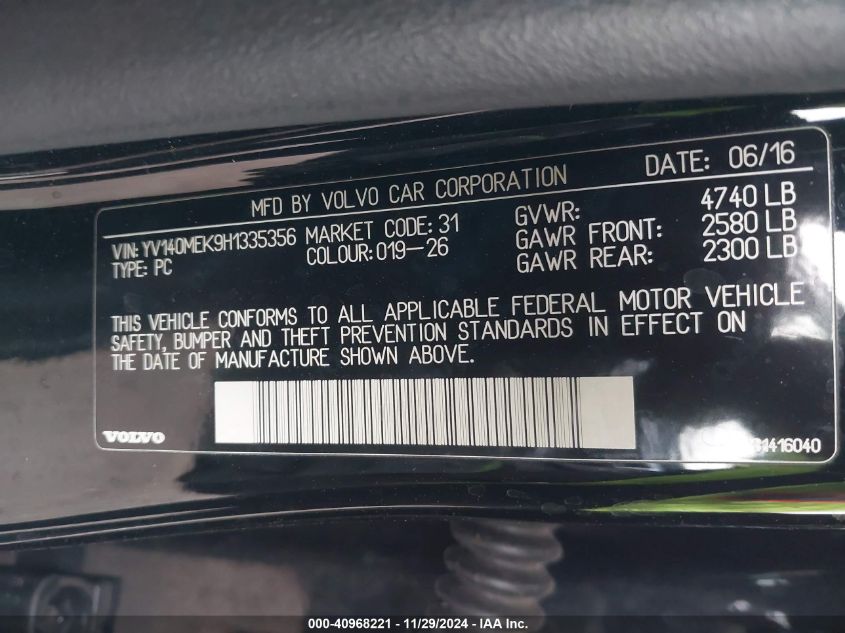 MFD BY VOLVO CAR CORPORATION DATE: 06/16
VIN: YV140MEK9H1335356 MARKET CODE: 31 GVWR: 4740 LB
TYPE: PC COLOUR: 019-26 GAWR FRONT: 2580 LB
GAWR REAR: 2300 LB
THIS VEHICLE CONFORMS TO ALL APPLICABLE FEDERAL MOTOR VEHICLE
SAFETY, BUMPER AND THEFT PREVENTION STANDARDS IN EFFECT ON
THE DATE OF MANUFACTURE SHOWN ABOVE.
VOLVO 31416040
000-40968221 - 11/29/2024 - IAA Inc.